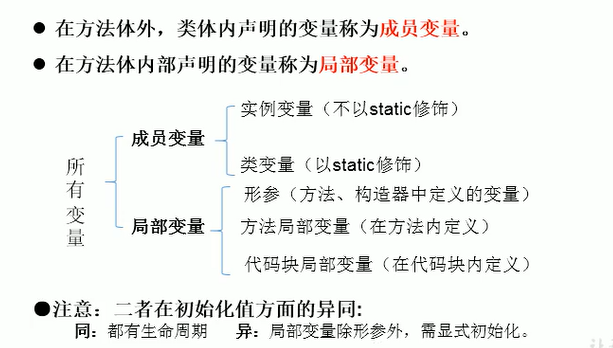 ● 在方法体外，类体内声明的变量称为成员变量。
● 在方法体内部声明的变量称为局部变量。
所有变量
成员变量
实例变量（不以static修饰）
类变量（以static修饰）
局部变量
形参（方法、构造器中定义的变量）
方法局部变量（在方法内定义）
代码块局部变量（在代码块内定义）
●注意：二者在初始化值方面的异同:
同：都有生命周期 异：局部变量除形参外，需显式初始化。